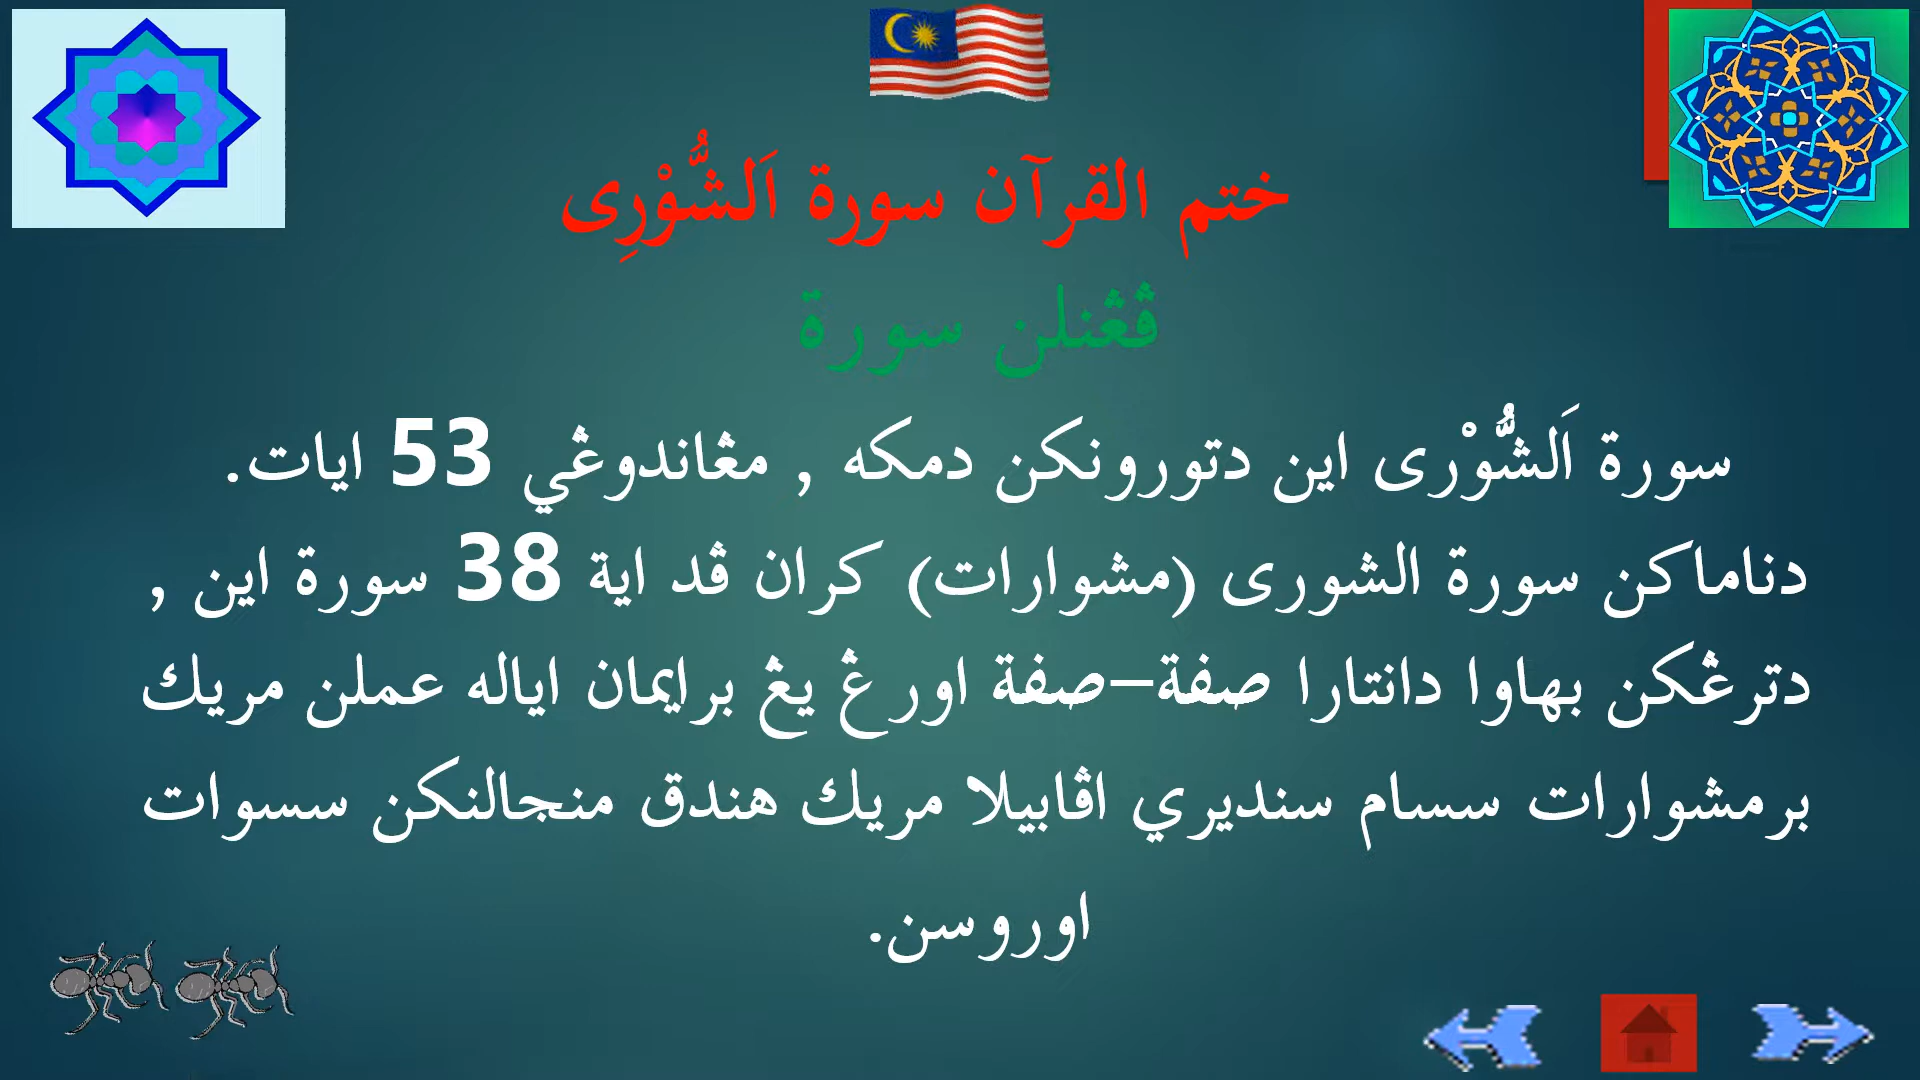 ختم القرآن سورة اَلشُّوْرِى
ڤڠنلن سورة
سورة اَلشُّوْرى اين دتورونكن دمكه , مڠاندوڠي 53 ايات.
دناماكن سورة الشورى (مشوارات) كران ڤد اية 38 سورة اين ,
دترڠكن بهاوا دانتارا صفة–صفة اورڠ يڠ برايمان اياله عملن مريك
برمشوارات سسام سنديري اڤابيلا مريك هندق منجالنكن سسوات
اوروسن.